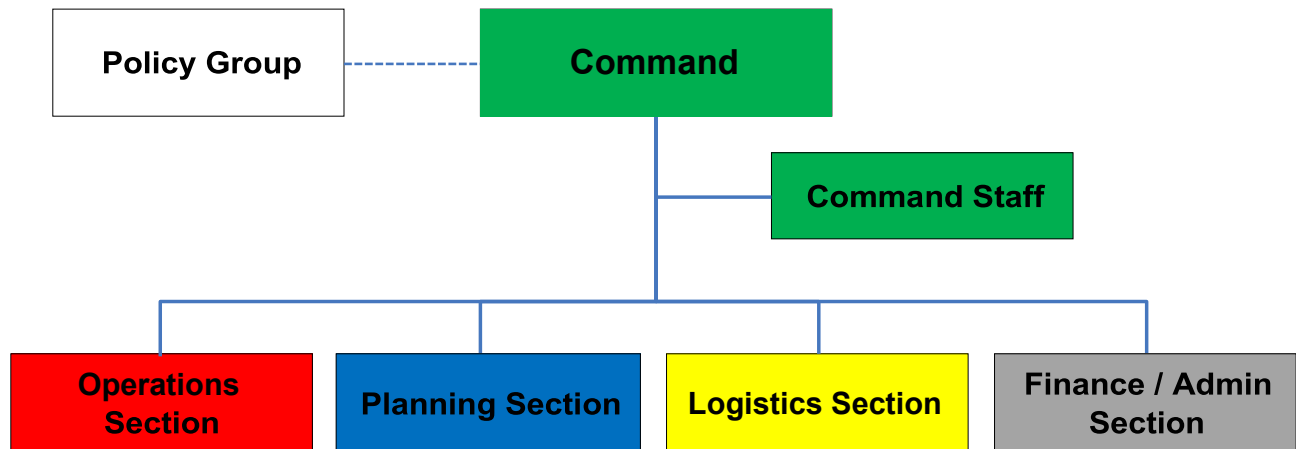 Policy Group
Command
Command Staff
Operations
Section
Planning Section
Logistics Section
Finance / Admin
Section